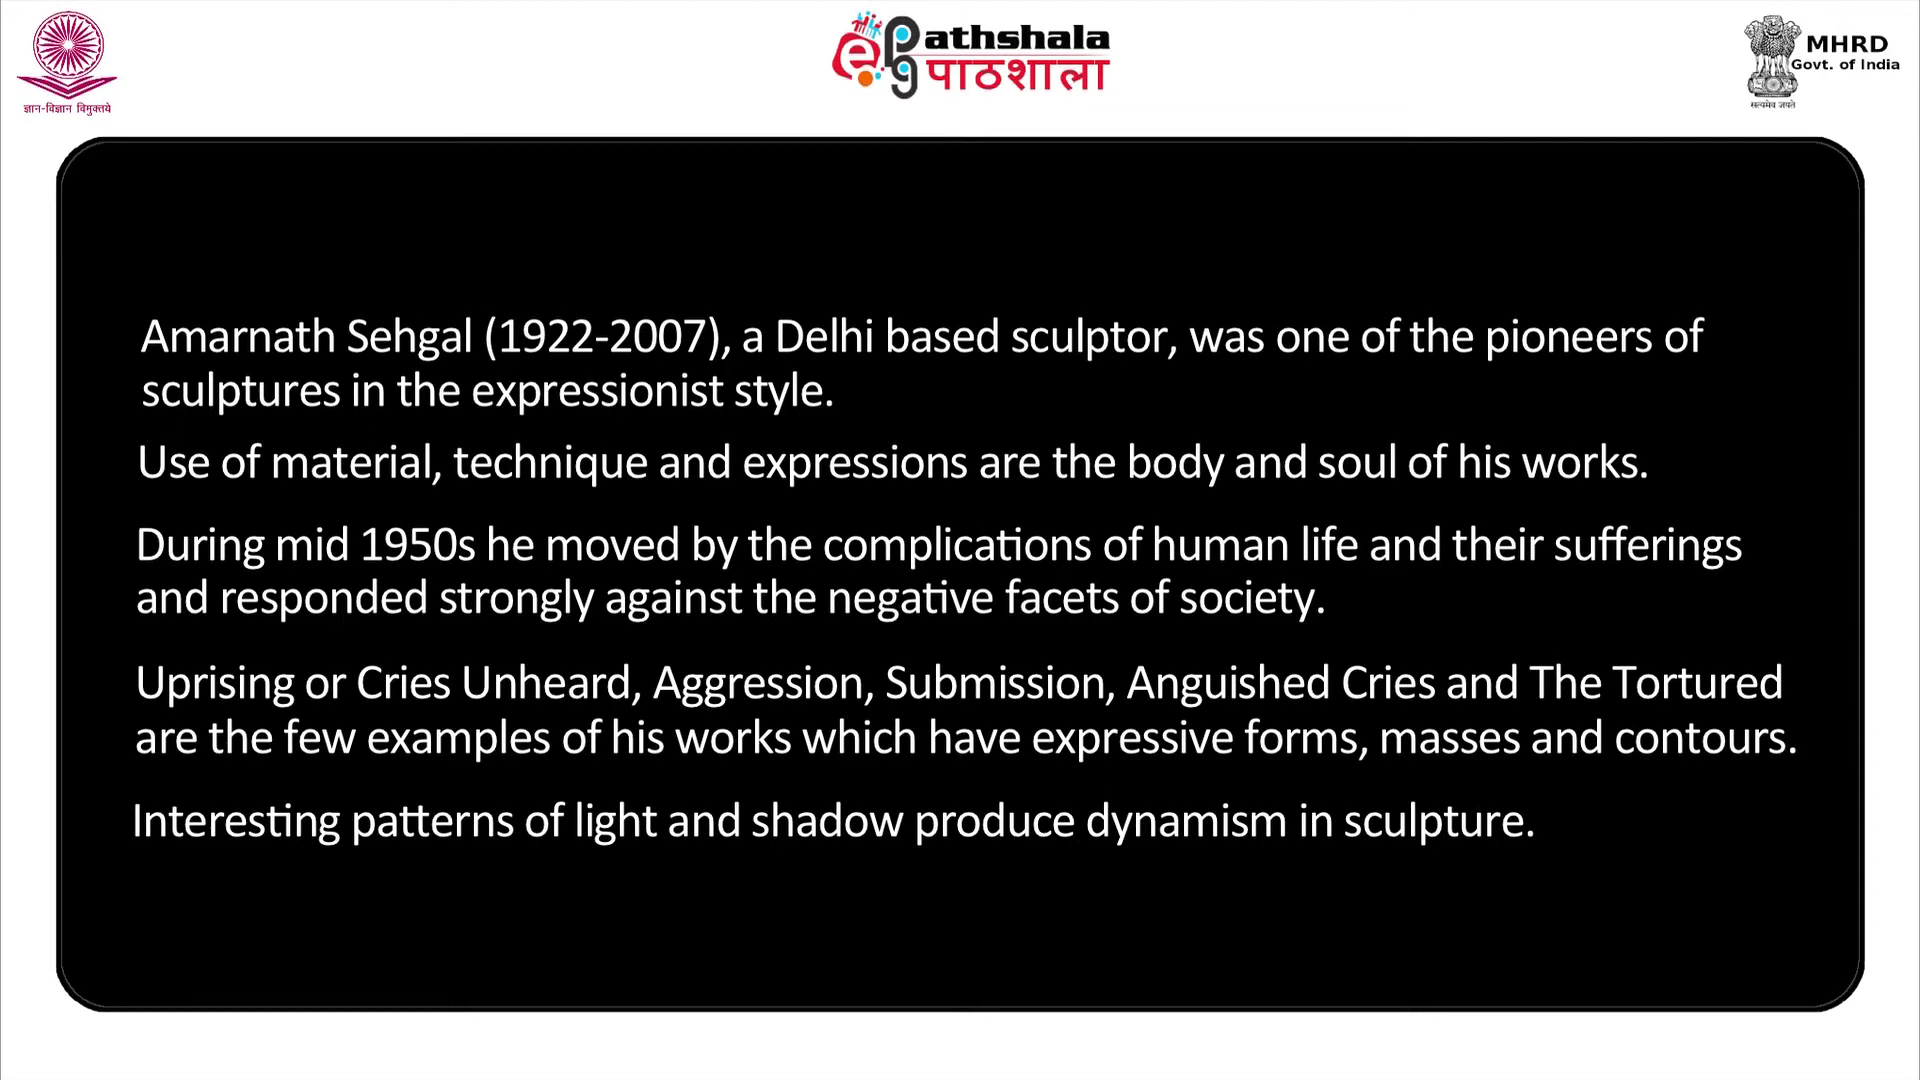 ज्ञान-विज्ञान विमुक्तये
e Pg Pathshala
पाठशाला
सत्यमेव जयते
MHRD
Govt. of India
Amarnath Sehgal (1922-2007), a Delhi based sculptor, was one of the pioneers of
sculptures in the expressionist style.
Use of material, technique and expressions are the body and soul of his works.
During mid 1950s he moved by the complications of human life and their sufferings
and responded strongly against the negative facets of society.
Uprising or Cries Unheard, Aggression, Submission, Anguished Cries and The Tortured
are the few examples of his works which have expressive forms, masses and contours.
Interesting patterns of light and shadow produce dynamism in sculpture.